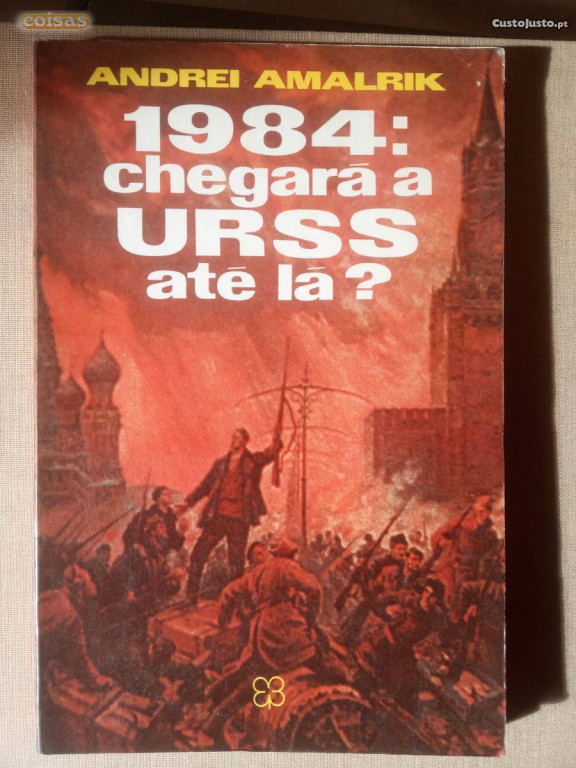 coisas
CustoJusto.pt
ANDREI AMALRIK
1984:
chegará a
URSS
até lá?